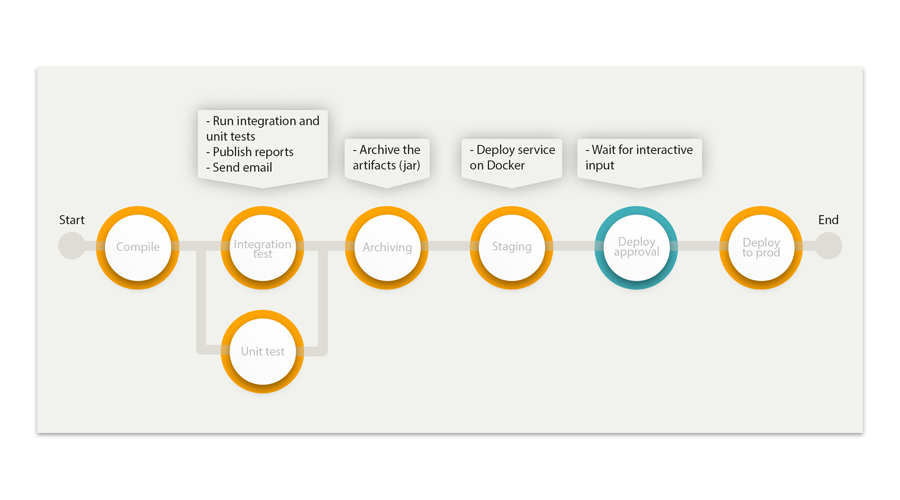 - Run integration and
unit tests
- Publish reports
- Send email
- Archive the
artifacts (jar)
- Deploy service
on Docker
- Wait for interactive
input
Start
Compile
Integration
test
Archiving
Staging
Deploy
approval
Deploy
to prod
End
Unit test